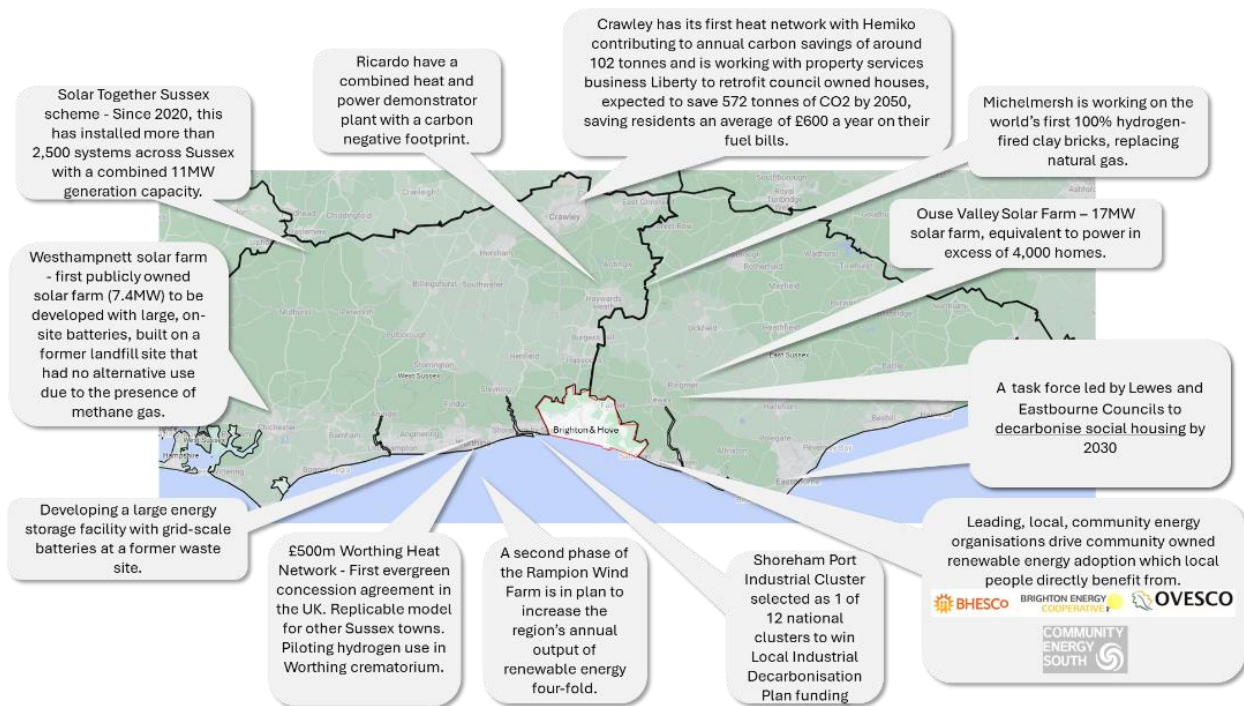 Crawley has its first heat network with Hemiko
contributing to annual carbon savings of around
102 tonnes and is working with property services
business Liberty to retrofit council owned houses,
expected to save 572 tonnes of CO2 by 2050,
saving residents an average of £600 a year on their
fuel bills.
Ricardo have a
combined heat and
power demonstrator
plant with a carbon
negative footprint.
Solar Together Sussex
scheme - Since 2020, this
has installed more than
2,500 systems across Sussex
with a combined 11MW
generation capacity.
Michelmersh is working on the
world's first 100% hydrogen-
fired clay bricks, replacing
natural gas.
Ouse Valley Solar Farm – 17MW
solar farm, equivalent to power in
excess of 4,000 homes.
Westhampnett solar farm
- first publicly owned
solar farm (7.4MW) to be
developed with large, on-
site batteries, built on a
former landfill site that
had no alternative use
due to the presence of
methane gas.
A task force led by Lewes and
Eastbourne Councils to
decarbonise social housing by
2030
Developing a large energy
storage facility with grid-scale
batteries at a former waste
site.
£500m Worthing Heat
Network - First evergreen
concession agreement in
the UK. Replicable model
for other Sussex towns.
Piloting hydrogen use in
Worthing crematorium.
A second phase of
the Rampion Wind
Farm is in plan to
increase the
region's annual
output of
renewable energy
four-fold.
Shoreham Port
Industrial Cluster
selected as 1 of
12 national
clusters to win
Local Industrial
Decarbonisation
Plan funding
Leading, local, community energy
organisations drive community owned
renewable energy adoption which local
people directly benefit from.
BHESCo
BRIGHTON ENERGY
COOPERATIVE
OVESCO
COMMUNITY
ENERGY
SOUTH
Cranleigh
Chiddingfold
Crawley
East Grinstead
Southborough
Royal
Tunbridge
Wells
Ashford
Horsham
Ardingly
Rotherfield
Wadhurst
Mayfield
Billingshurst
Southwater
Haywards
Heath
Midhurst
Petworth
Pulborough
Burgess
Uckfield
Heathfield
Henfield
Hassocks
East Sussex
Storrington
West Sussex
Steyning
Ringmer
Battle
Lewes
Findon
Hailsham
Bexhill
Arundel
Chichester
Barnham
Angmering
Brighton & Hove
Polegate
Hampshire
Alfriston
Eastbourne